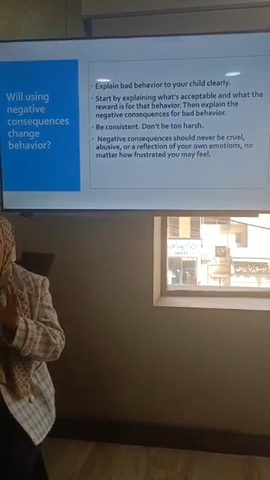 Will using
negative
consequences
change
behavior?
Explain bad behavior to your child clearly.
Start by explaining what's acceptable and what the
reward is for that behavior. Then explain the
negative consequences for bad behavior.
Be consistent. Don't be too harsh.
Negative consequences should never be cruel,
abusive, or a reflection of your own emotions, no
matter how frustrated you may feel.